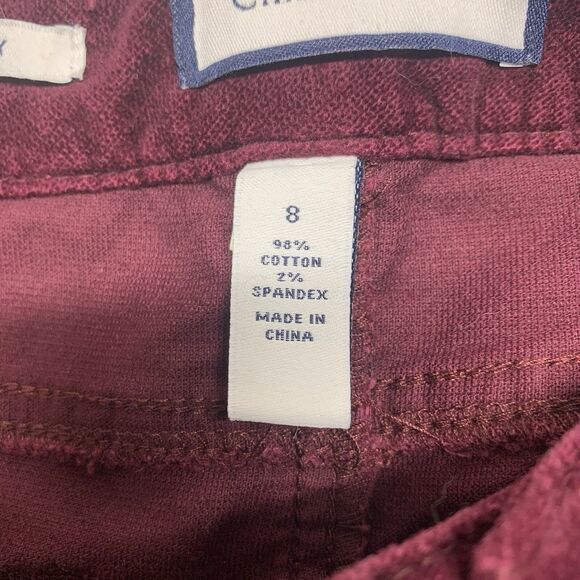 8
98%
COTTON
2%
SPANDEX
MADE IN
CHINA